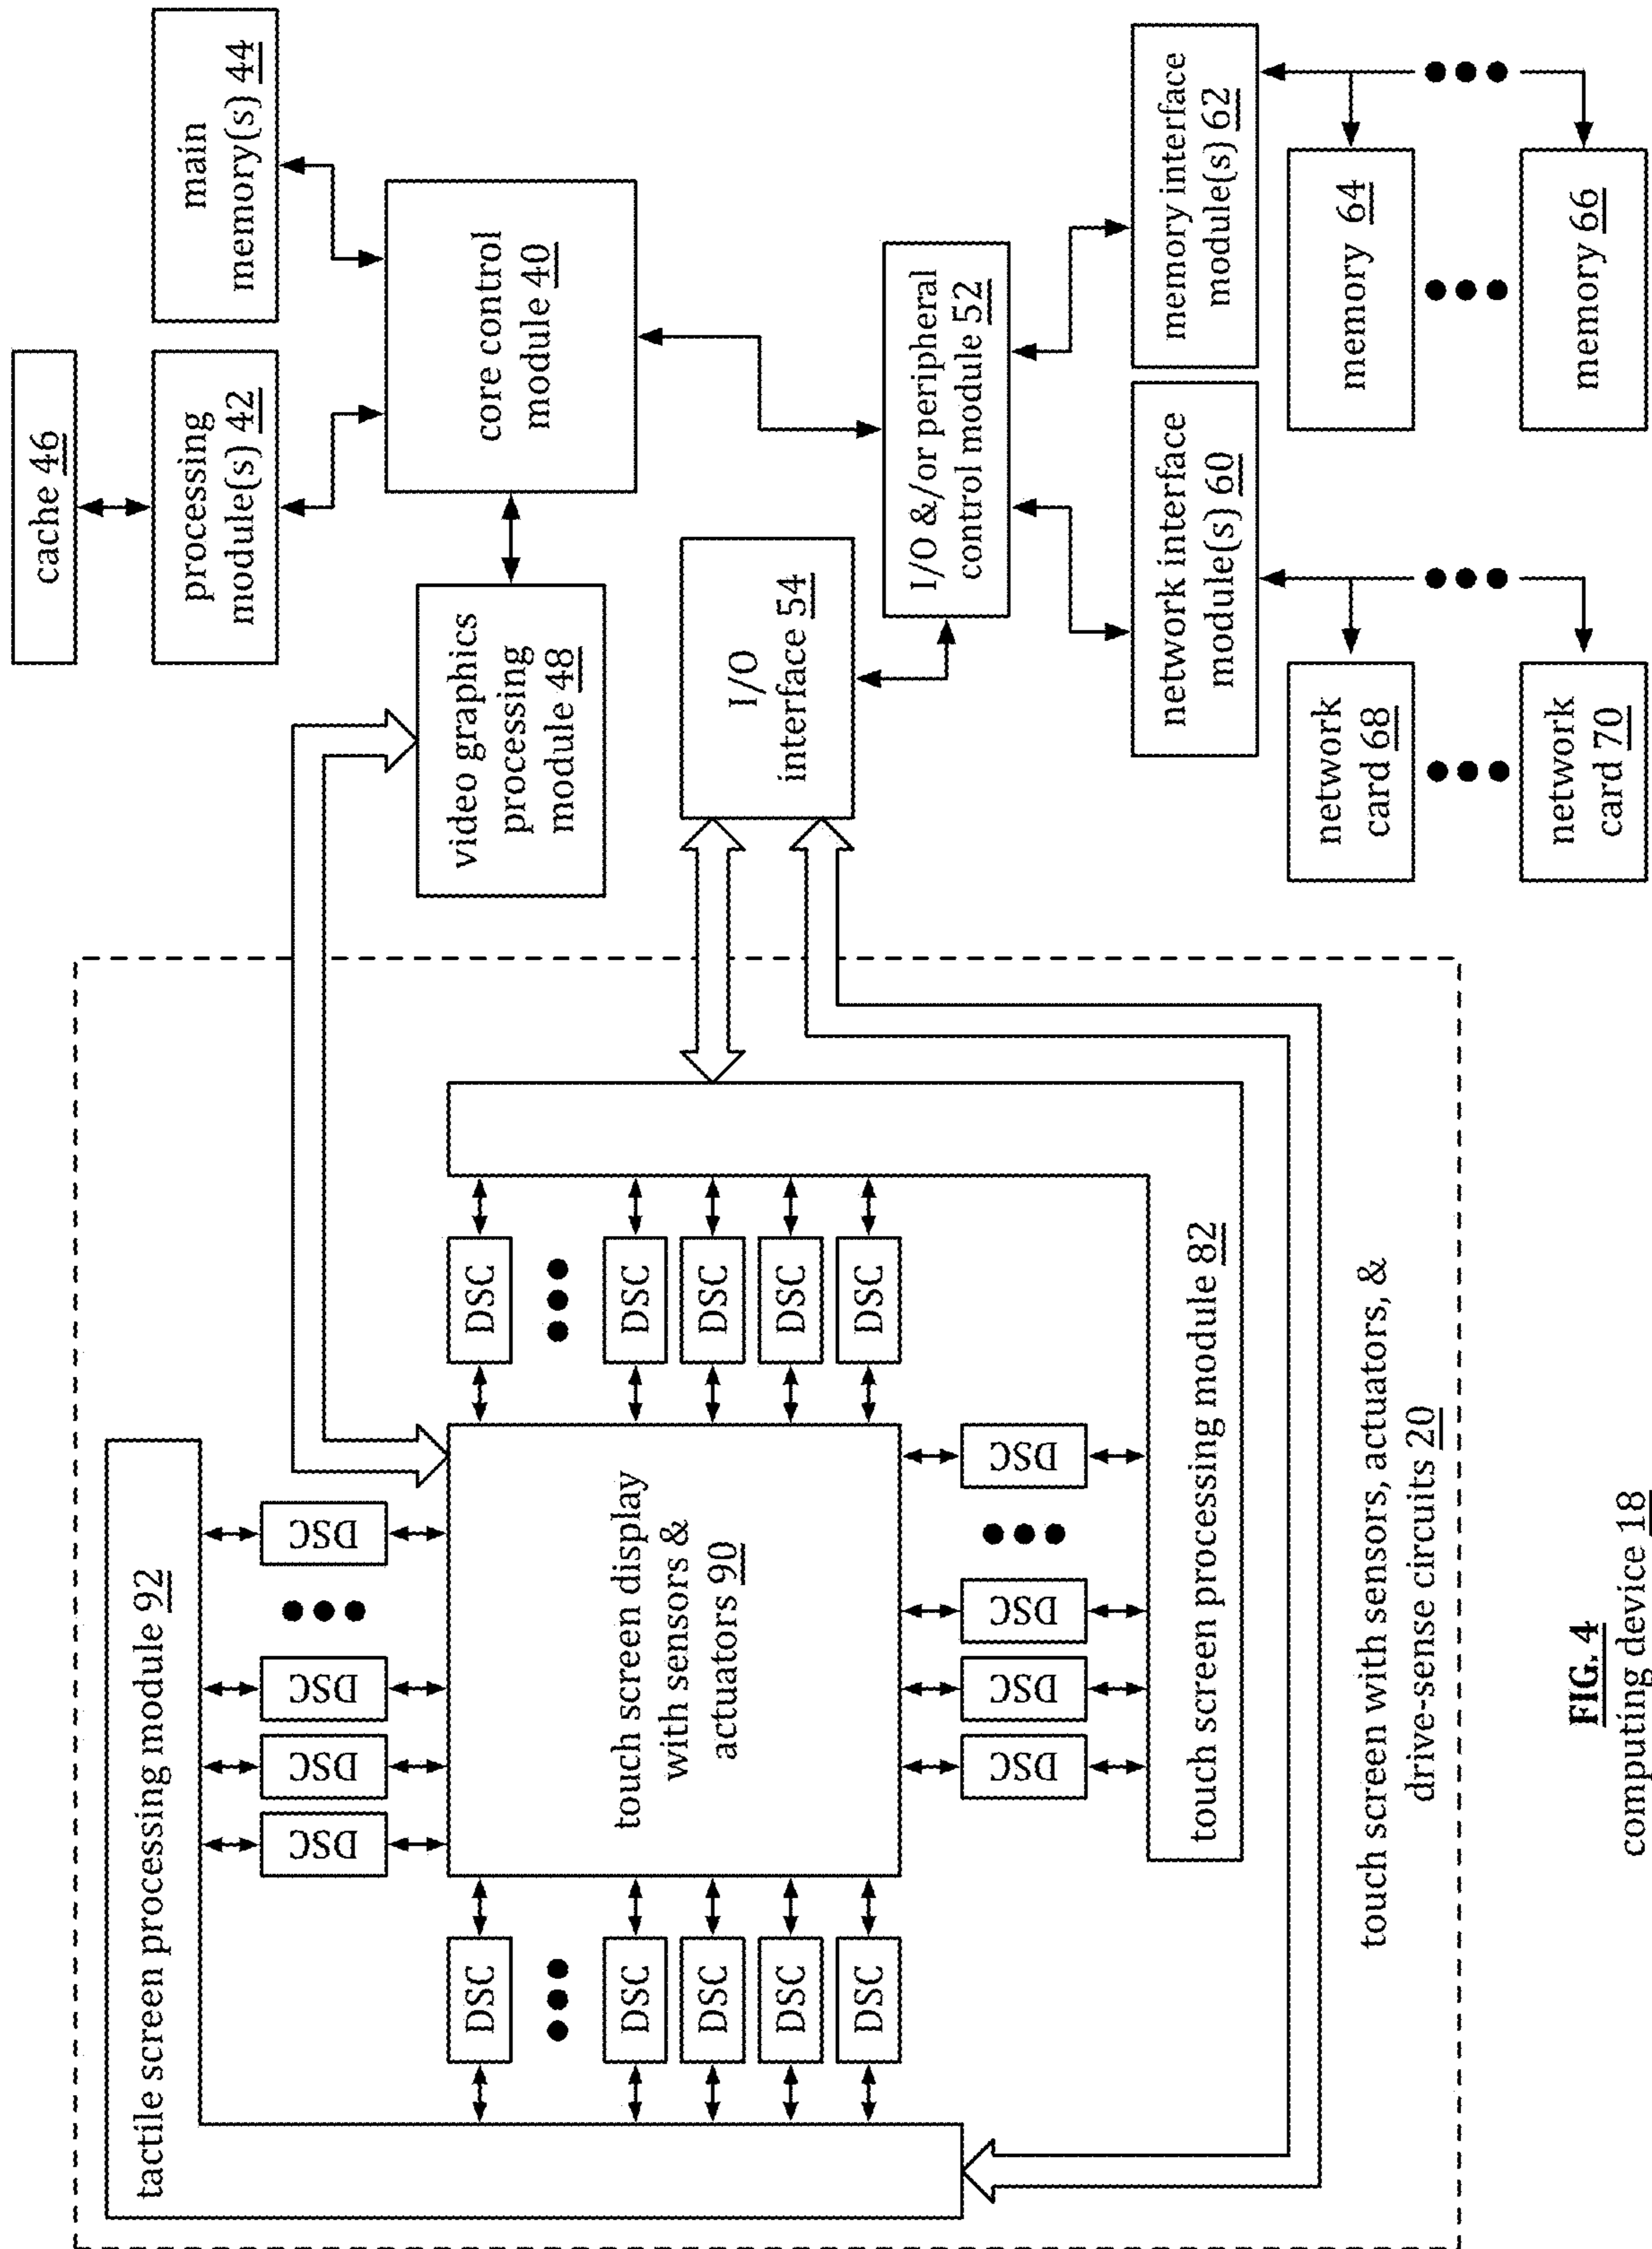 cache 46
tactile screen processing module 92
processing
module(s) 42
main
memory(s) 44
DSC
DSC
DSC
DSC
core control
module 40
video graphics
processing
module 48
DSC
DSC
DSC
DSC
DSC
touch screen display
with sensors &
actuators 90
DSC
DSC
DSC
DSC
DSC
I/O
interface 54
I/O &/or peripheral
control module 52
DSC
DSC
DSC
DSC
touch screen processing module 82
network interface
module(s) 60
memory interface
module(s) 62
touch screen with sensors, actuators, &
drive-sense circuits 20
network
card 68
memory 64
network
card 70
memory 66
FIG. 4
computing device 18